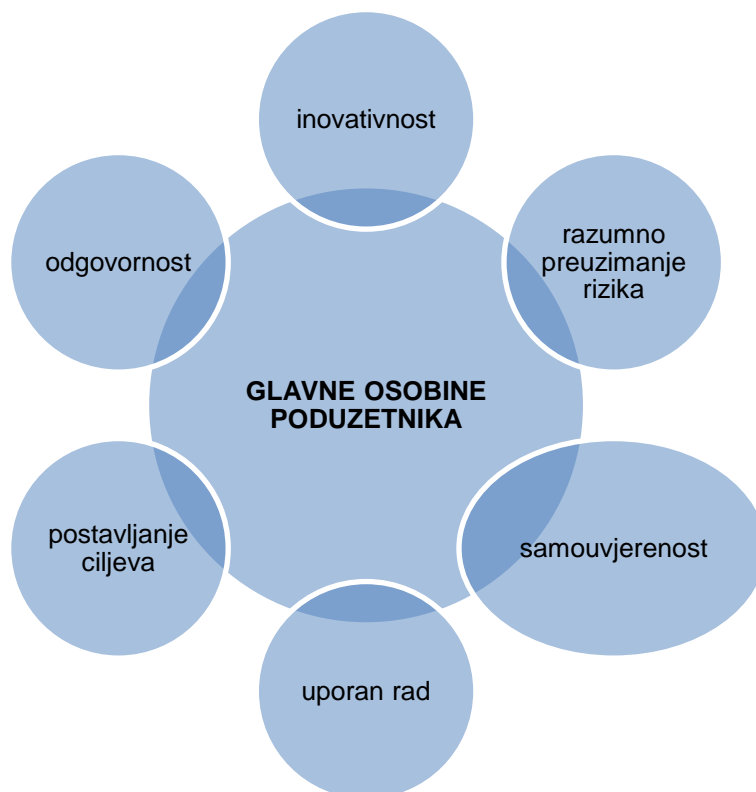 inovativnost
razumno
preuzimanje
rizika
odgovornost
GLAVNE OSOBINE
PODUZETNIKA
samouvjerenost
postavljanje
ciljeva
uporan rad